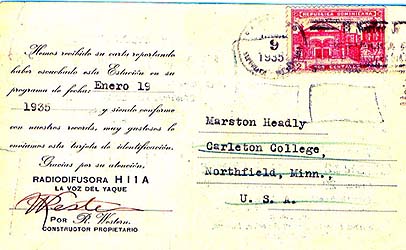 Hemos recibido su carta reportando
haber escuchado esta Estación en su
programa de fecha: Enero 19
1935 y siendo conforme
con nuestros records, muy gustosos le
enviamos esta tarjeta de identificación.
Gracias por su atención.
RADIODIFUSORA HI1A
LA VOZ DEL YAQUE
POR R. Western.
CONSTRUCTOR PROPIETARIO
REPUBLICA DOMINICANA
9
1935
Marston Headly
Carleton College,
Northfield, Minn.,
U. S. A.